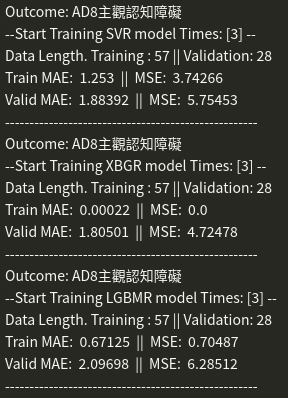 Outcome: AD8主觀認知障礙
--Start Training SVR model Times: [3] --
Data Length. Training : 57 || Validation: 28
Train MAE:  1.253  ||  MSE:  3.74266
Valid MAE:  1.88392  ||  MSE:  5.75453
----------------------------------------------------
Outcome: AD8主觀認知障礙
--Start Training XBGR model Times: [3] --
Data Length. Training : 57 || Validation: 28
Train MAE:  0.00022  ||  MSE:  0.0
Valid MAE:  1.80501  ||  MSE:  4.72478
----------------------------------------------------
Outcome: AD8主觀認知障礙
--Start Training LGBMR model Times: [3] --
Data Length. Training : 57 || Validation: 28
Train MAE:  0.67125  ||  MSE:  0.70487
Valid MAE:  2.09698  ||  MSE:  6.28512
----------------------------------------------------